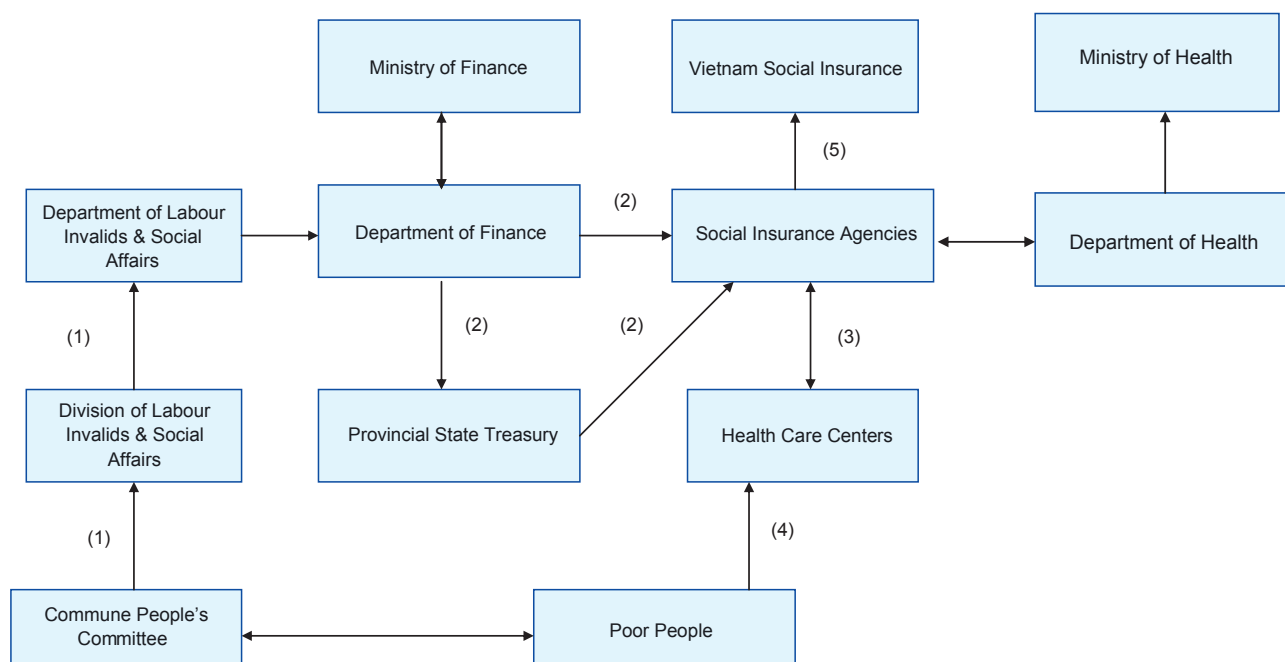 Ministry of Finance
Vietnam Social Insurance
Ministry of Health
(5)
Department of Labour
Invalids & Social
Affairs
Department of Finance
(2)
Social Insurance Agencies
Department of Health
(1)
(2)
(2)
(3)
Division of Labour
Invalids & Social
Affairs
Provincial State Treasury
Health Care Centers
(1)
(4)
Commune People’s
Committee
Poor People